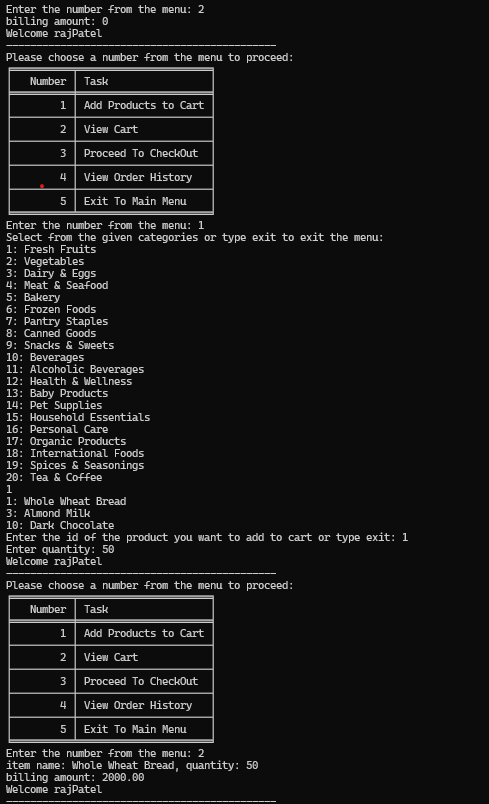 Enter the number from the menu: 2
billing amount: 0
Welcome rajPatel
---------------------------------------------
Please choose a number from the menu to proceed:
Number Task
1 Add Products to Cart
2 View Cart
3 Proceed To CheckOut
4 View Order History
5 Exit To Main Menu
Enter the number from the menu: 1
Select from the given categories or type exit to exit the menu:
1: Fresh Fruits
2: Vegetables
3: Dairy & Eggs
4: Meat & Seafood
5: Bakery
6: Frozen Foods
7: Pantry Staples
8: Canned Goods
9: Snacks & Sweets
10: Beverages
11: Alcoholic Beverages
12: Health & Wellness
13: Baby Products
14: Pet Supplies
15: Household Essentials
16: Personal Care
17: Organic Products
18: International Foods
19: Spices & Seasonings
20: Tea & Coffee
1
1: Whole Wheat Bread
3: Almond Milk
10: Dark Chocolate
Enter the id of the product you want to add to cart or type exit: 1
Enter quantity: 50
Welcome rajPatel
---------------------------------------------
Please choose a number from the menu to proceed:
Number Task
1 Add Products to Cart
2 View Cart
3 Proceed To CheckOut
4 View Order History
5 Exit To Main Menu
Enter the number from the menu: 2
item name: Whole Wheat Bread, quantity: 50
billing amount: 2000.00
Welcome rajPatel
---------------------------------------------